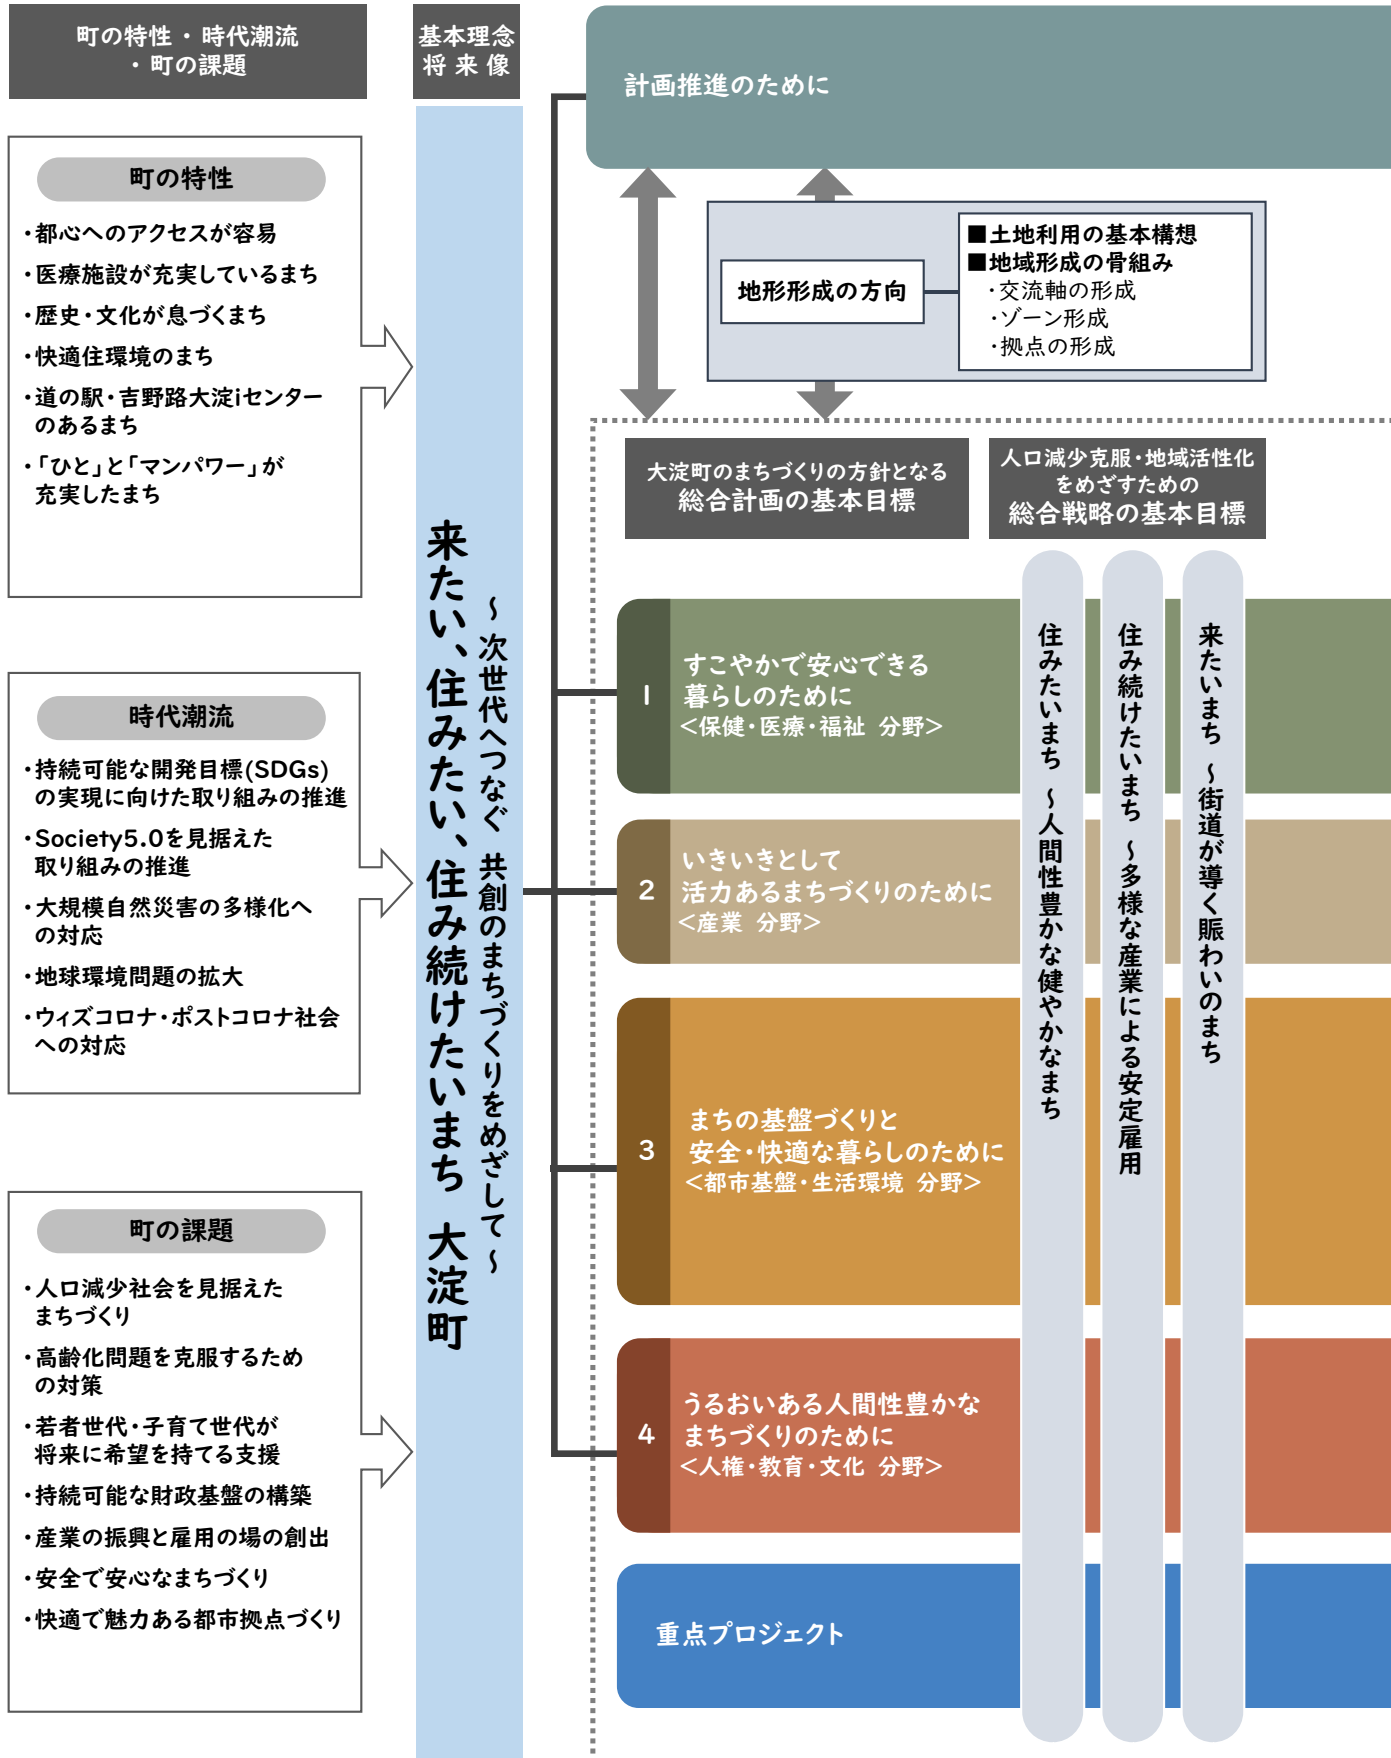 町の特性・時代潮流
・町の課題
町の特性
・都心へのアクセスが容易
・医療施設が充実しているまち
・歴史・文化が息づくまち
・快適住環境のまち
・道の駅・吉野路大淀iセンター
のあるまち
・「ひと」と「マンパワー」が
充実したまち
時代潮流
・持続可能な開発目標(SDGs)
の実現に向けた取り組みの推進
・Society5.0を見据えた
取り組みの推進
・大規模自然災害の多様化へ
の対応
・地球環境問題の拡大
・ウィズコロナ・ポストコロナ社会
への対応
町の課題
・人口減少社会を見据えた
まちづくり
・高齢化問題を克服するため
の対策
・若者世代・子育て世代が
将来に希望を持てる支援
・持続可能な財政基盤の構築
・産業の振興と雇用の場の創出
・安全で安心なまちづくり
・快適で魅力ある都市拠点づくり
基本理念
将来像
来たい、住みたい、住み続けたいまち 大淀町
～次世代へつなぐ 共創のまちづくりをめざして～
計画推進のために
地形形成の方向
■土地利用の基本構想
■地域形成の骨組み
・交流軸の形成
・ゾーン形成
・拠点の形成
大淀町のまちづくりの方針となる
総合計画の基本目標
人口減少克服・地域活性化
をめざすための
総合戦略の基本目標
1
すこやかで安心できる
暮らしのために
<保健・医療・福祉 分野>
2
いきいきとして
活力あるまちづくりのために
<産業 分野>
3
まちの基盤づくりと
安全・快適な暮らしのために
<都市基盤・生活環境 分野>
4
うるおいある人間性豊かな
まちづくりのために
<人権・教育・文化 分野>
重点プロジェクト
住みたいまち ～人間性豊かな健やかなまち
住み続けたいまち ～多様な産業による安定雇用
来たいまち ～街道が導く賑わいのまち